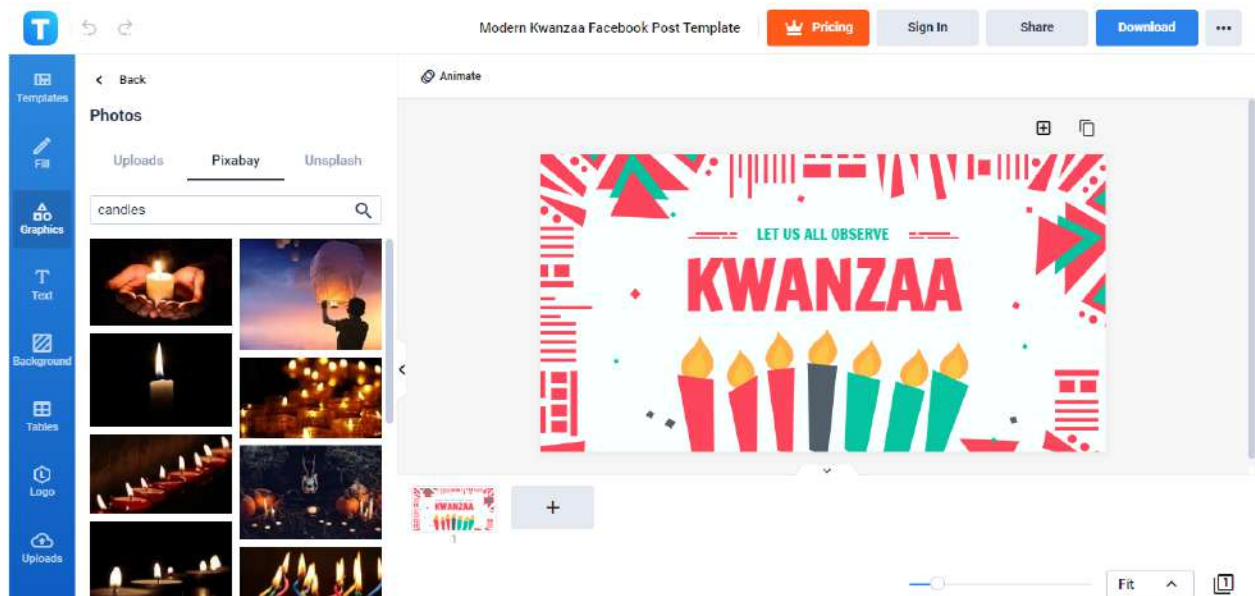 T
Modern Kwanzaa Facebook Post Template
Pricing
Sign In
Share
Download
Templates
Fill
Graphics
Text
Background
Tables
Logo
Uploads
Back
Photos
Uploads Pixabay Unsplash
candles
Animate
LET US ALL OBSERVE
KWANZAA
KWANZAA
1
+
Fit
1